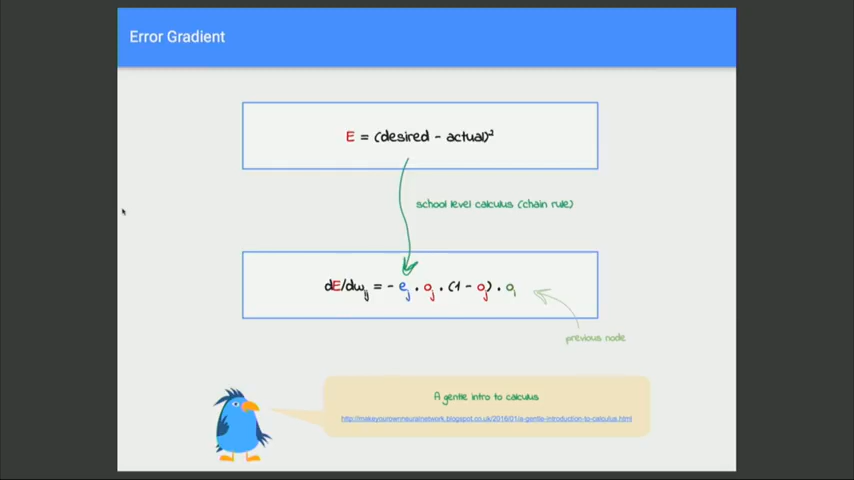 Error Gradient
E = (desired - actual)²
school level calculus (chain rule)
dE/dwij = - ej . oj . (1 - oj) . oi
previous node
A gentle intro to calculus
http://makeyourownneuralnetwork.blogspot.co.uk/2016/01/a-gentle-introduction-to-calculus.html